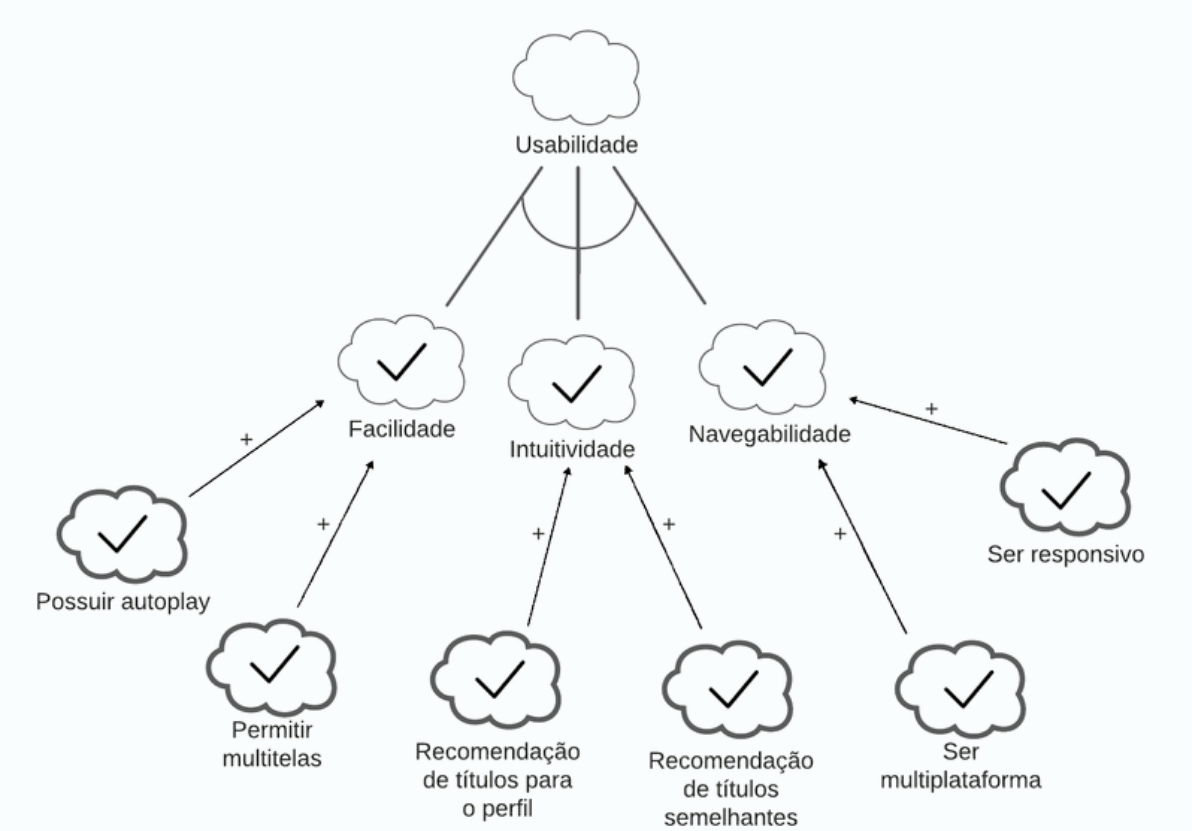 Usabilidade
Facilidade
Intuitividade
Navegabilidade
+
+
+
+
+
+
Possuir autoplay
Ser responsivo
Permitir
multitelas
Recomendação
de títulos para
o perfil
Recomendação
de títulos
semelhantes
Ser
multiplataforma